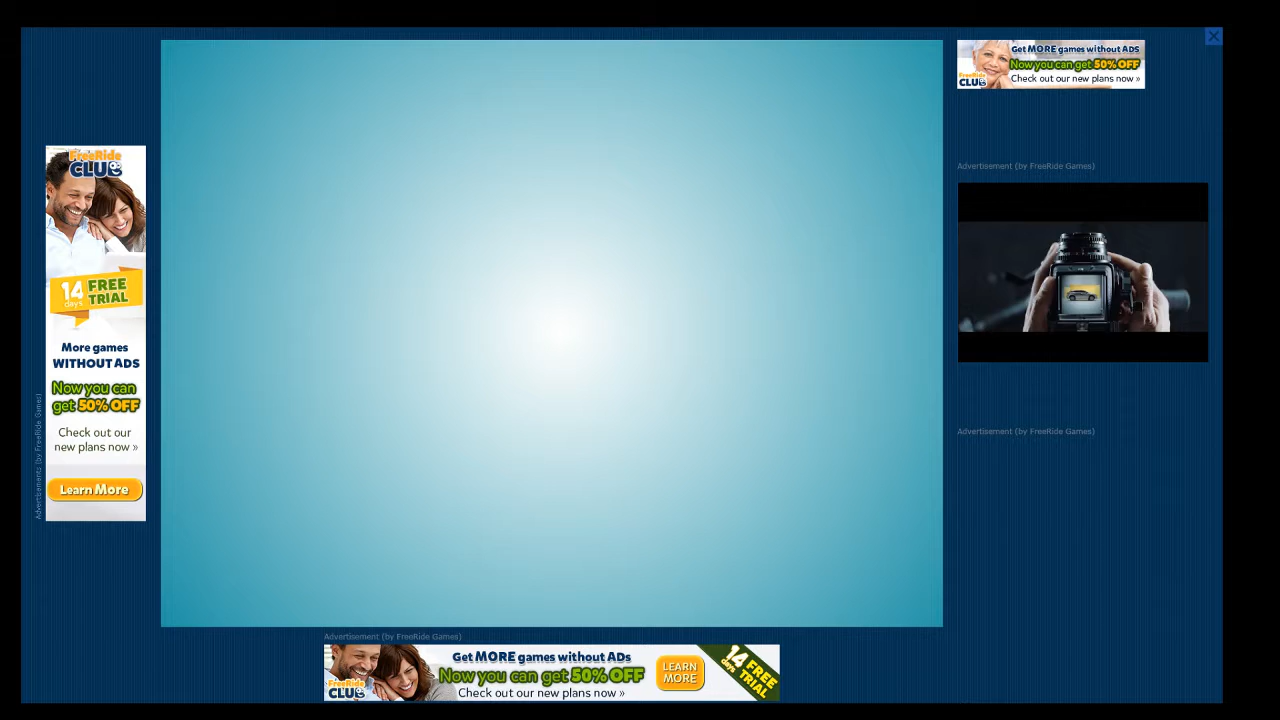 FreeRide
CLUB
14 days
FREE
TRIAL
More games
WITHOUT ADS
Now you can
get 50% OFF
Check out our
new plans now »
Learn More
Advertisements (by FreeRide Games)
Get MORE games without ADS
Now you can get 50% OFF
Check out our new plans now »
FreeRide
CLUB
Advertisement (by FreeRide Games)
Advertisement (by FreeRide Games)
Advertisement (by FreeRide Games)
FreeRide
CLUB
Get MORE games without ADs
Now you can get 50% OFF
Check out our new plans now »
LEARN
MORE
14 days
FREE
TRIAL